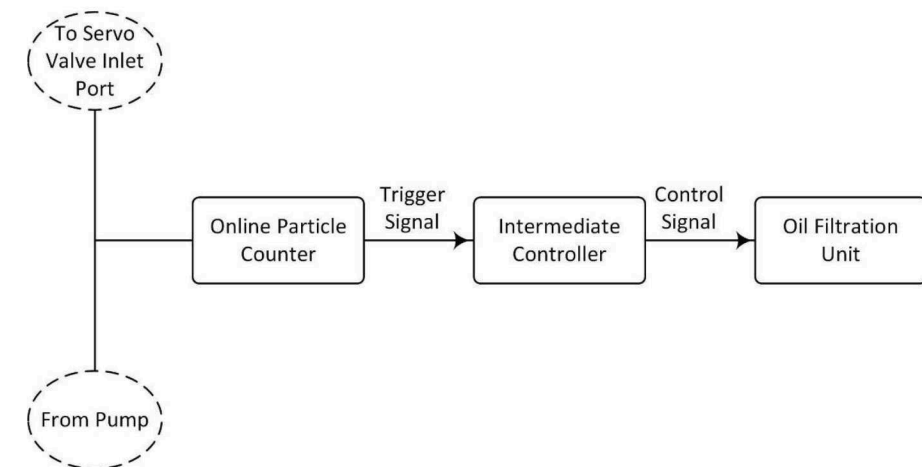 To Servo
Valve Inlet
Port
Online Particle
Counter
Trigger
Signal
Intermediate
Controller
Control
Signal
Oil Filtration
Unit
From Pump